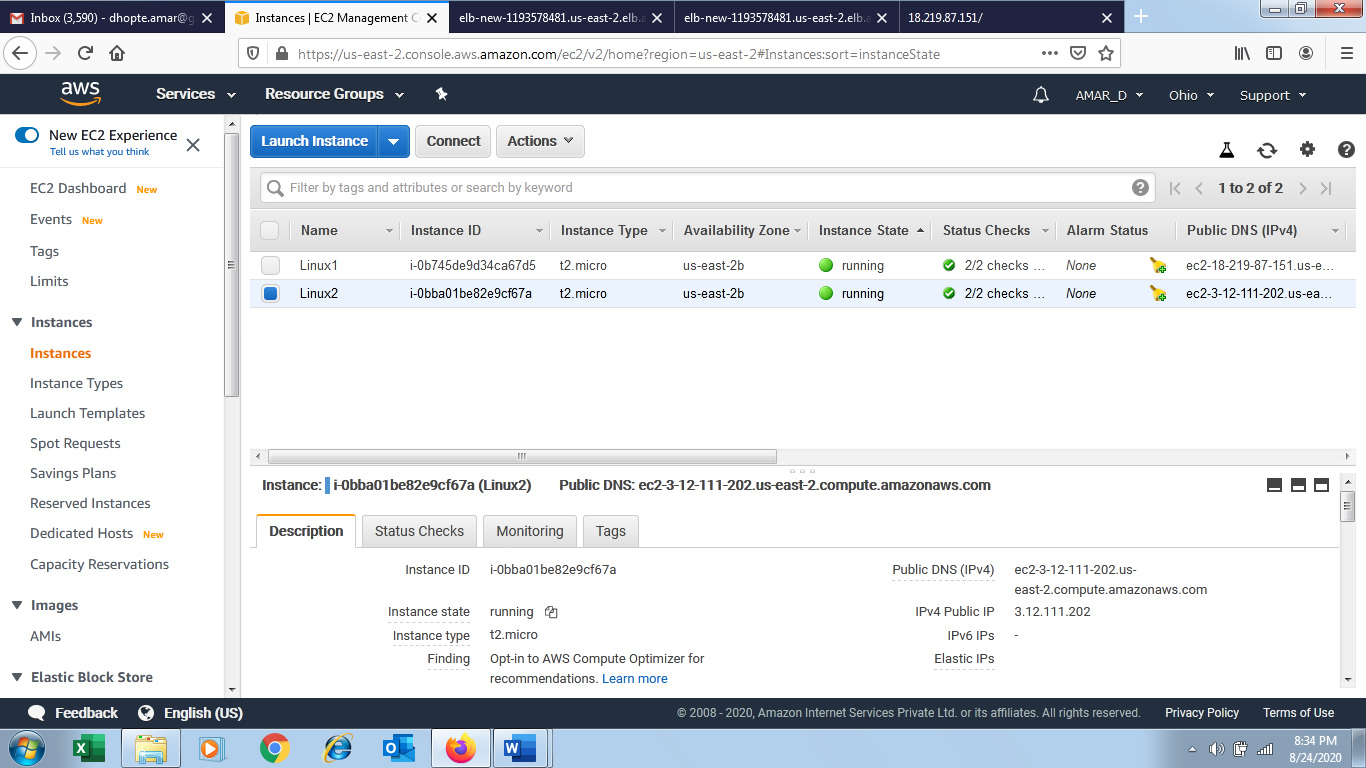 Inbox (3,590) - dhopte.amar@g
Instances | EC2 Management C
elb-new-1193578481.us-east-2.elb.a
elb-new-1193578481.us-east-2.elb.a
18.219.87.151/
https://us-east-2.console.aws.amazon.com/ec2/v2/home?region=us-east-2#Instances:sort=instanceState
aws
Services
Resource Groups
AMAR_D
Ohio
Support
New EC2 Experience
Tell us what you think
EC2 Dashboard New
Events New
Tags
Limits
Instances
Instances
Instance Types
Launch Templates
Spot Requests
Savings Plans
Reserved Instances
Dedicated Hosts New
Capacity Reservations
Images
AMIs
Elastic Block Store
Launch Instance
Connect
Actions
Filter by tags and attributes or search by keyword
1 to 2 of 2
Name Instance ID Instance Type Availability Zone Instance State Status Checks Alarm Status Public DNS (IPv4)
Linux1 i-0b745de9d34ca67d5 t2.micro us-east-2b running 2/2 checks ... None ec2-18-219-87-151.us-e...
Linux2 i-0bba01be82e9cf67a t2.micro us-east-2b running 2/2 checks ... None ec2-3-12-111-202.us-ea...
Instance: i-0bba01be82e9cf67a (Linux2) Public DNS: ec2-3-12-111-202.us-east-2.compute.amazonaws.com
Description Status Checks Monitoring Tags
Instance ID i-0bba01be82e9cf67a
Instance state running
Instance type t2.micro
Finding Opt-in to AWS Compute Optimizer for
recommendations. Learn more
Public DNS (IPv4) ec2-3-12-111-202.us-
east-2.compute.amazonaws.com
IPv4 Public IP 3.12.111.202
IPv6 IPs -
Elastic IPs
Feedback
English (US)
© 2008 - 2020, Amazon Internet Services Private Ltd. or its affiliates. All rights reserved.
Privacy Policy
Terms of Use
8:34 PM
8/24/2020